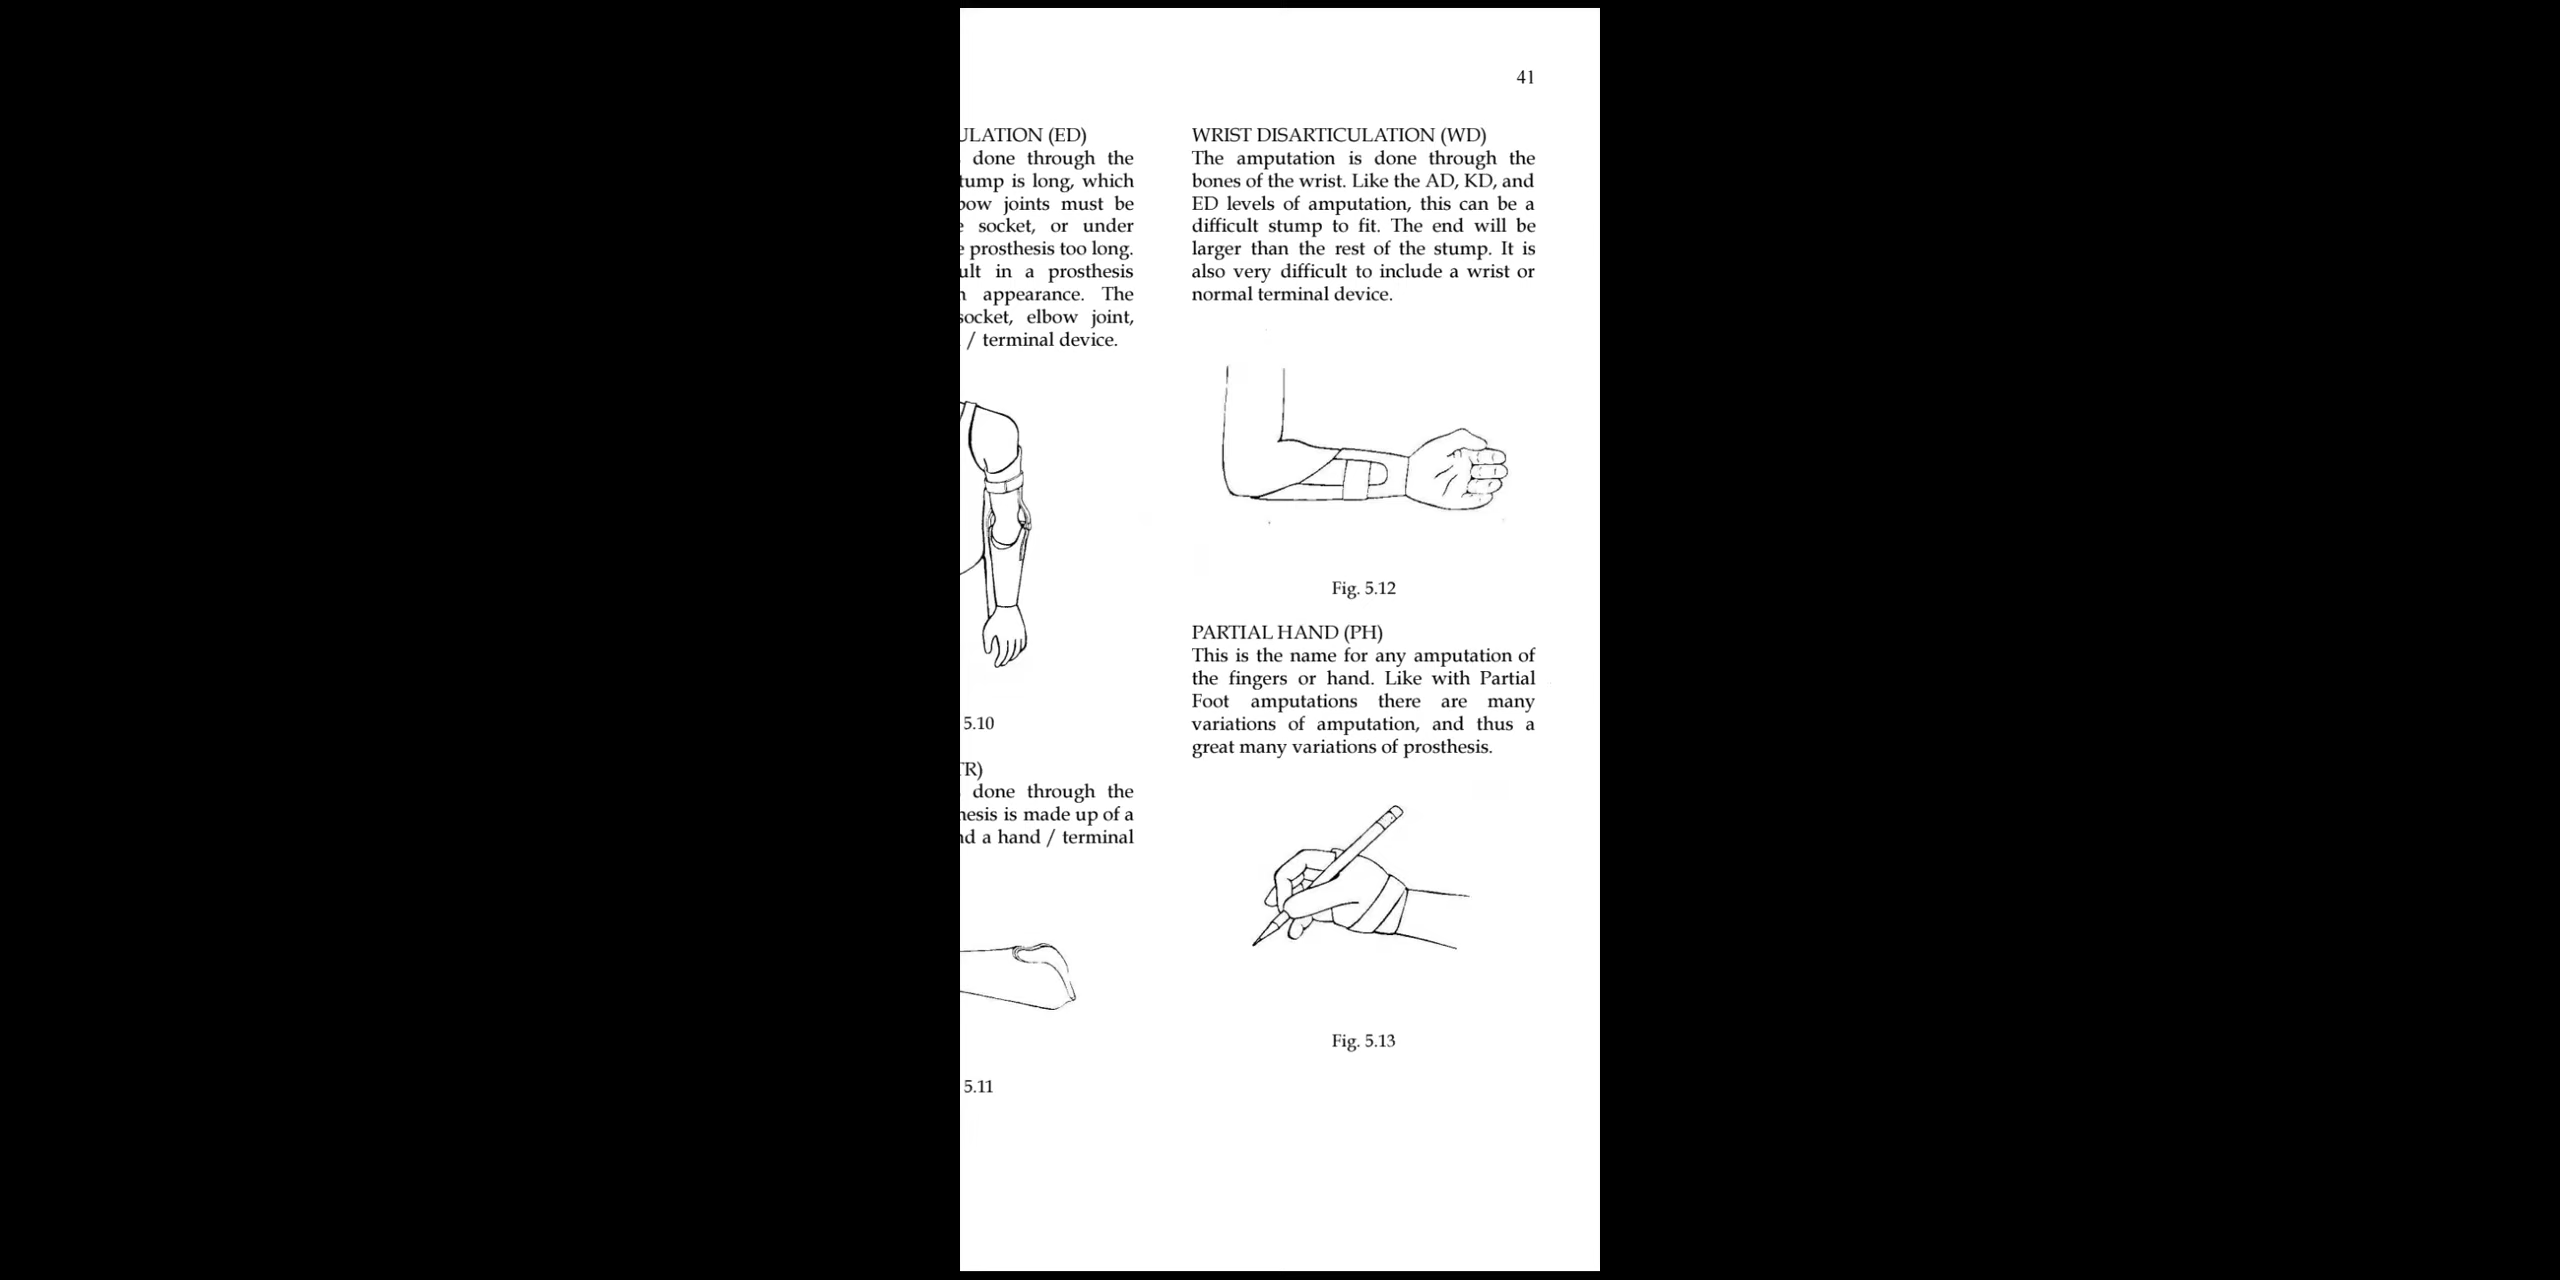 41
(ED)
done through the
is long, which
joints must be
socket, or under
prosthesis too long.
in a prosthesis
appearance. The
elbow joint,
/ terminal device.
5.10
done through the
is made up of a
a hand / terminal
5.11
WRIST DISARTICULATION (WD)
The amputation is done through the
bones of the wrist. Like the AD, KD, and
ED levels of amputation, this can be a
difficult stump to fit. The end will be
larger than the rest of the stump. It is
also very difficult to include a wrist or
normal terminal device.
Fig. 5.12
PARTIAL HAND (PH)
This is the name for any amputation of
the fingers or hand. Like with Partial
Foot amputations there are many
variations of amputation, and thus a
great many variations of prosthesis.
Fig. 5.13